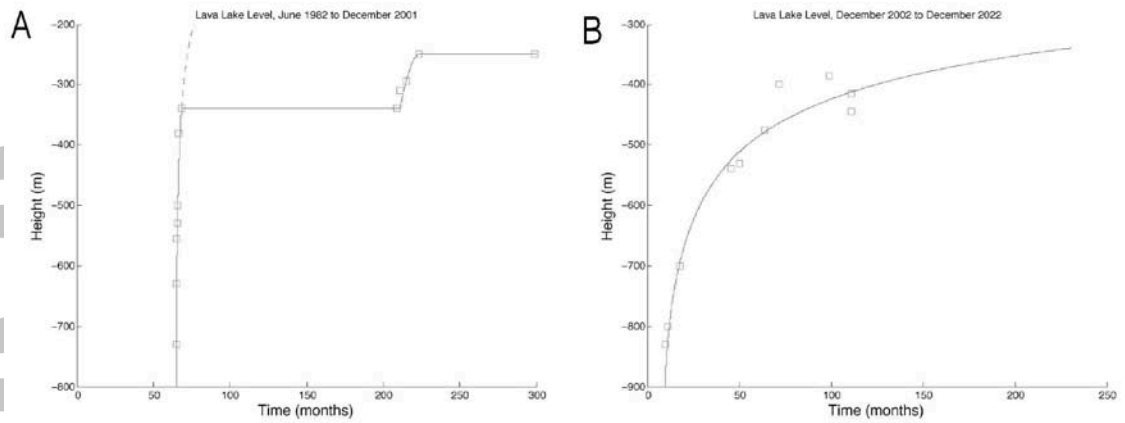 A
Lava Lake Level, June 1982 to December 2001
−200
−300
−400
−500
−600
−700
−800
Height (m)
0 50 100 150 200 250 300
Time (months)
B
Lava Lake Level, December 2002 to December 2022
−300
−400
−500
−600
−700
−800
−900
Height (m)
0 50 100 150 200 250
Time (months)